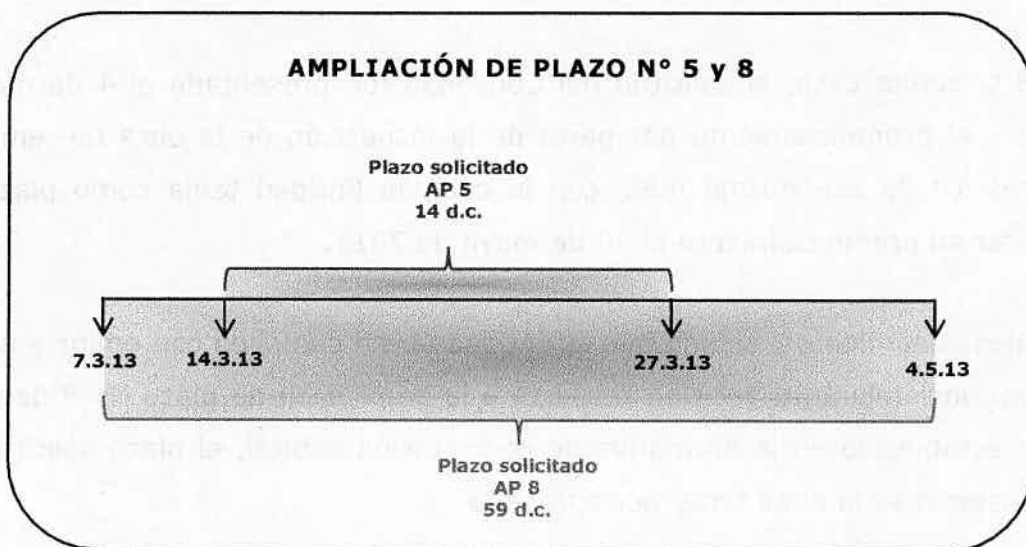 AMPLIACIÓN DE PLAZO N° 5 y 8
Plazo solicitado
AP 5
14 d.c.
7.3.13
14.3.13
27.3.13
4.5.13
Plazo solicitado
AP 8
59 d.c.